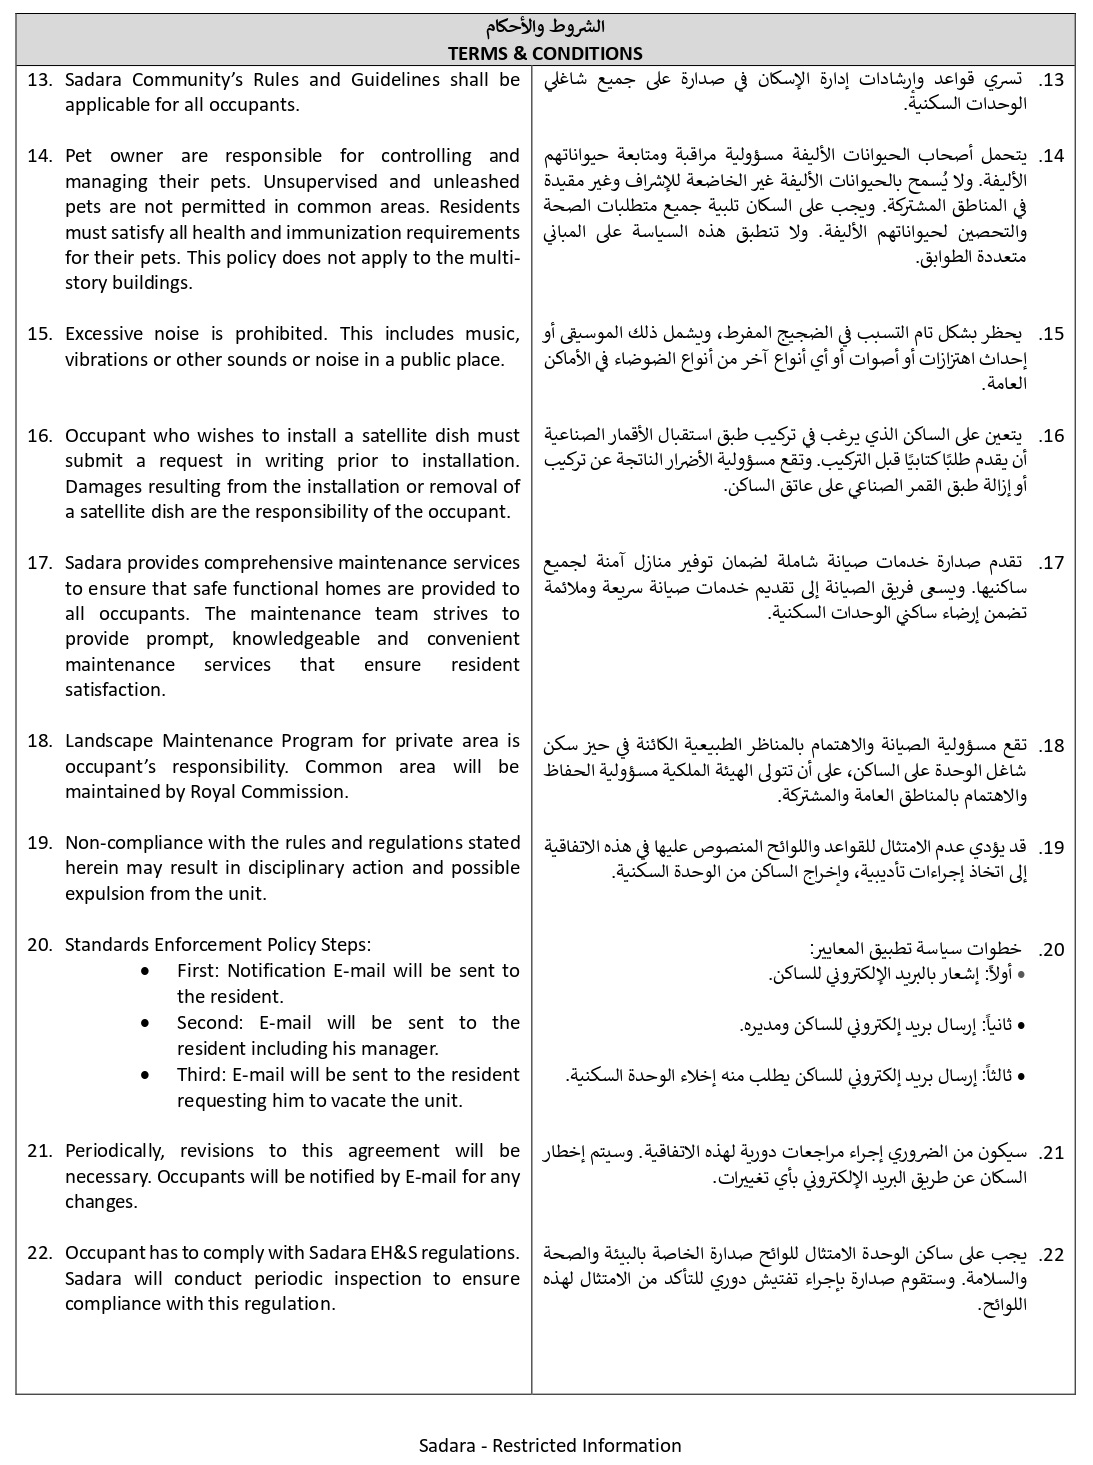 الشروط والأحكام
TERMS & CONDITIONS
13. Sadara Community’s Rules and Guidelines shall be
applicable for all occupants.
14. Pet owner are responsible for controlling and
managing their pets. Unsupervised and unleashed
pets are not permitted in common areas. Residents
must satisfy all health and immunization requirements
for their pets. This policy does not apply to the multi-
story buildings.
15. Excessive noise is prohibited. This includes music,
vibrations or other sounds or noise in a public place.
16. Occupant who wishes to install a satellite dish must
submit a request in writing prior to installation.
Damages resulting from the installation or removal of
a satellite dish are the responsibility of the occupant.
17. Sadara provides comprehensive maintenance services
to ensure that safe functional homes are provided to
all occupants. The maintenance team strives to
provide prompt, knowledgeable and convenient
maintenance services that ensure resident
satisfaction.
18. Landscape Maintenance Program for private area is
occupant’s responsibility. Common area will be
maintained by Royal Commission.
19. Non-compliance with the rules and regulations stated
herein may result in disciplinary action and possible
expulsion from the unit.
20. Standards Enforcement Policy Steps:
• First: Notification E-mail will be sent to
the resident.
• Second: E-mail will be sent to the
resident including his manager.
• Third: E-mail will be sent to the resident
requesting him to vacate the unit.
21. Periodically, revisions to this agreement will be
necessary. Occupants will be notified by E-mail for any
changes.
22. Occupant has to comply with Sadara EH&S regulations.
Sadara will conduct periodic inspection to ensure
compliance with this regulation.
13. تسري قواعد وإرشادات إدارة الإسكان في صدارة على جميع شاغلي
الوحدات السكنية.
14. يتحمل أصحاب الحيوانات الأليفة مسؤولية مراقبة ومتابعة حيواناتهم
الأليفة. ولا يُسمح بالحيوانات الأليفة غير الخاضعة للإشراف وغير مقيدة
في المناطق المشتركة. ويجب على السكان تلبية جميع متطلبات الصحة
والتحصين لحيواناتهم الأليفة. ولا تنطبق هذه السياسة على المباني
متعددة الطوابق.
15. يحظر بشكل تام التسبب في الضجيج المفرط، ويشمل ذلك الموسيقى أو
إحداث اهتزازات أو أصوات أو أي أنواع آخر من أنواع الضوضاء في الأماكن
العامة.
16. يتعين على الساكن الذي يرغب في تركيب طبق استقبال الأقمار الصناعية
أن يقدم طلبًا كتابيًا قبل التركيب. وتقع مسؤولية الأضرار الناتجة عن تركيب
أو إزالة طبق القمر الصناعي على عاتق الساكن.
17. تقدم صدارة خدمات صيانة شاملة لضمان توفير منازل آمنة لجميع
ساكنيها. ويسعى فريق الصيانة إلى تقديم خدمات صيانة سريعة وملائمة
تضمن إرضاء ساكني الوحدات السكنية.
18. تقع مسؤولية الصيانة والاهتمام بالمناظر الطبيعية الكائنة في حيز سكن
شاغل الوحدة على الساكن، على أن تتولى الهيئة الملكية مسؤولية الحفاظ
والاهتمام بالمناطق العامة والمشتركة.
19. قد يؤدي عدم الامتثال للقواعد واللوائح المنصوص عليها في هذه الاتفاقية
إلى اتخاذ إجراءات تأديبية، وإخراج الساكن من الوحدة السكنية.
20. خطوات سياسة تطبيق المعايير:
• أولاً: إشعار بالبريد الإلكتروني للساكن.
• ثانياً: إرسال بريد إلكتروني للساكن ومديره.
• ثالثاً: إرسال بريد إلكتروني للساكن يطلب منه إخلاء الوحدة السكنية.
21. سيكون من الضروري إجراء مراجعات دورية لهذه الاتفاقية. وسيتم إخطار
السكان عن طريق البريد الإلكتروني بأي تغييرات.
22. يجب على ساكن الوحدة الامتثال للوائح صدارة الخاصة بالبيئة والصحة
والسلامة. وستقوم صدارة بإجراء تفتيش دوري للتأكد من الامتثال لهذه
اللوائح.
Sadara - Restricted Information